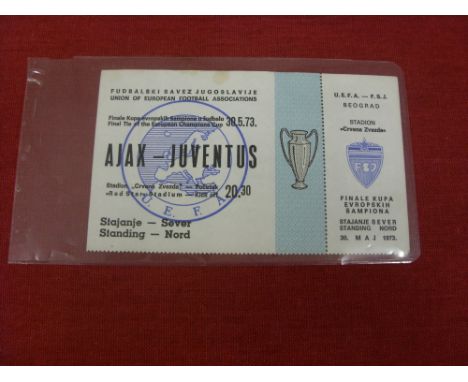 FUDBALSKI SAVEZ JUGOSLAVIJE
UNION OF EUROPEAN FOOTBALL ASSOCIATIONS
Finale Kupa evropskih šampiona u fudbalu
Final Tie of the European Champions Cup
30.5.73.
AJAX — JUVENTUS
Stadion „Crvena Zvezda" — Početak
«Red Star» Stadium — Kick off
20,30
U. E. F. A.
Stajanje — Sever
Standing — Nord
U.E.F.A. — F.S.J.
BEOGRAD
STADION
«Crvena Zvezda»
FSJ
FINALE KUPA
EVROPSKIH
ŠAMPIONA
STAJANJE SEVER
STANDING NORD
30. MAJ 1973.